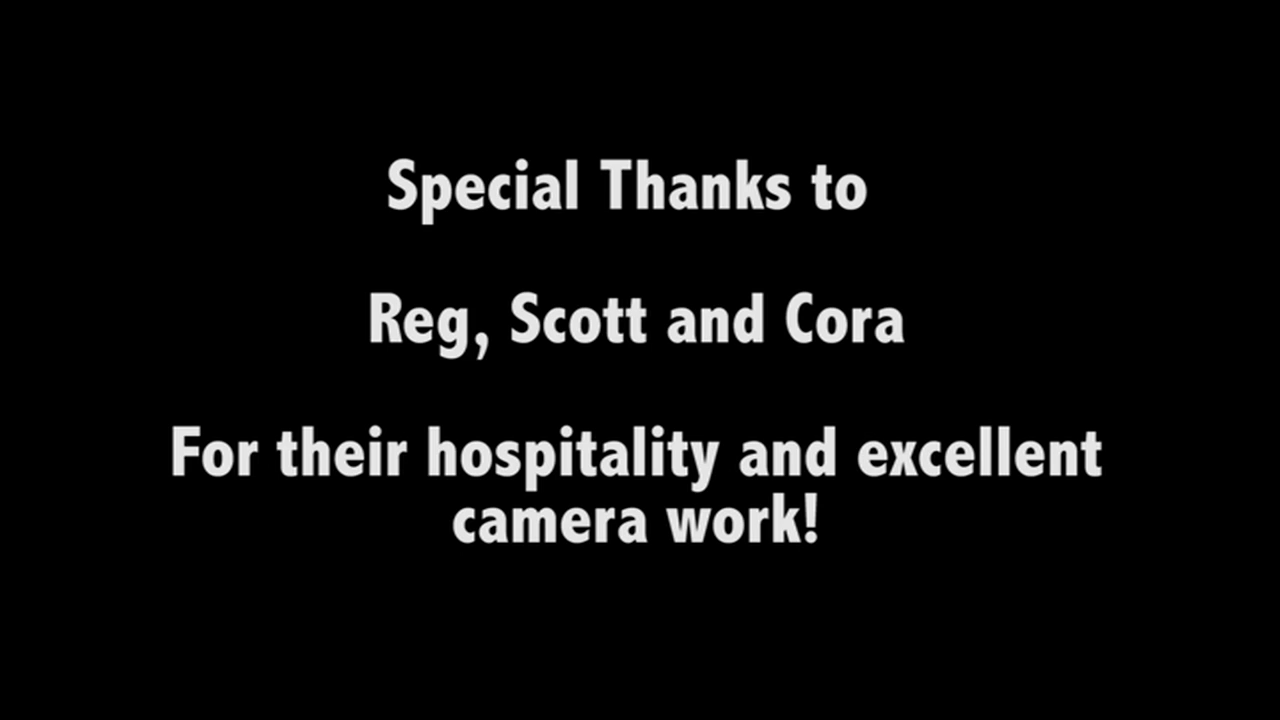 Special Thanks to
Reg, Scott and Cora
For their hospitality and excellent
camera work!